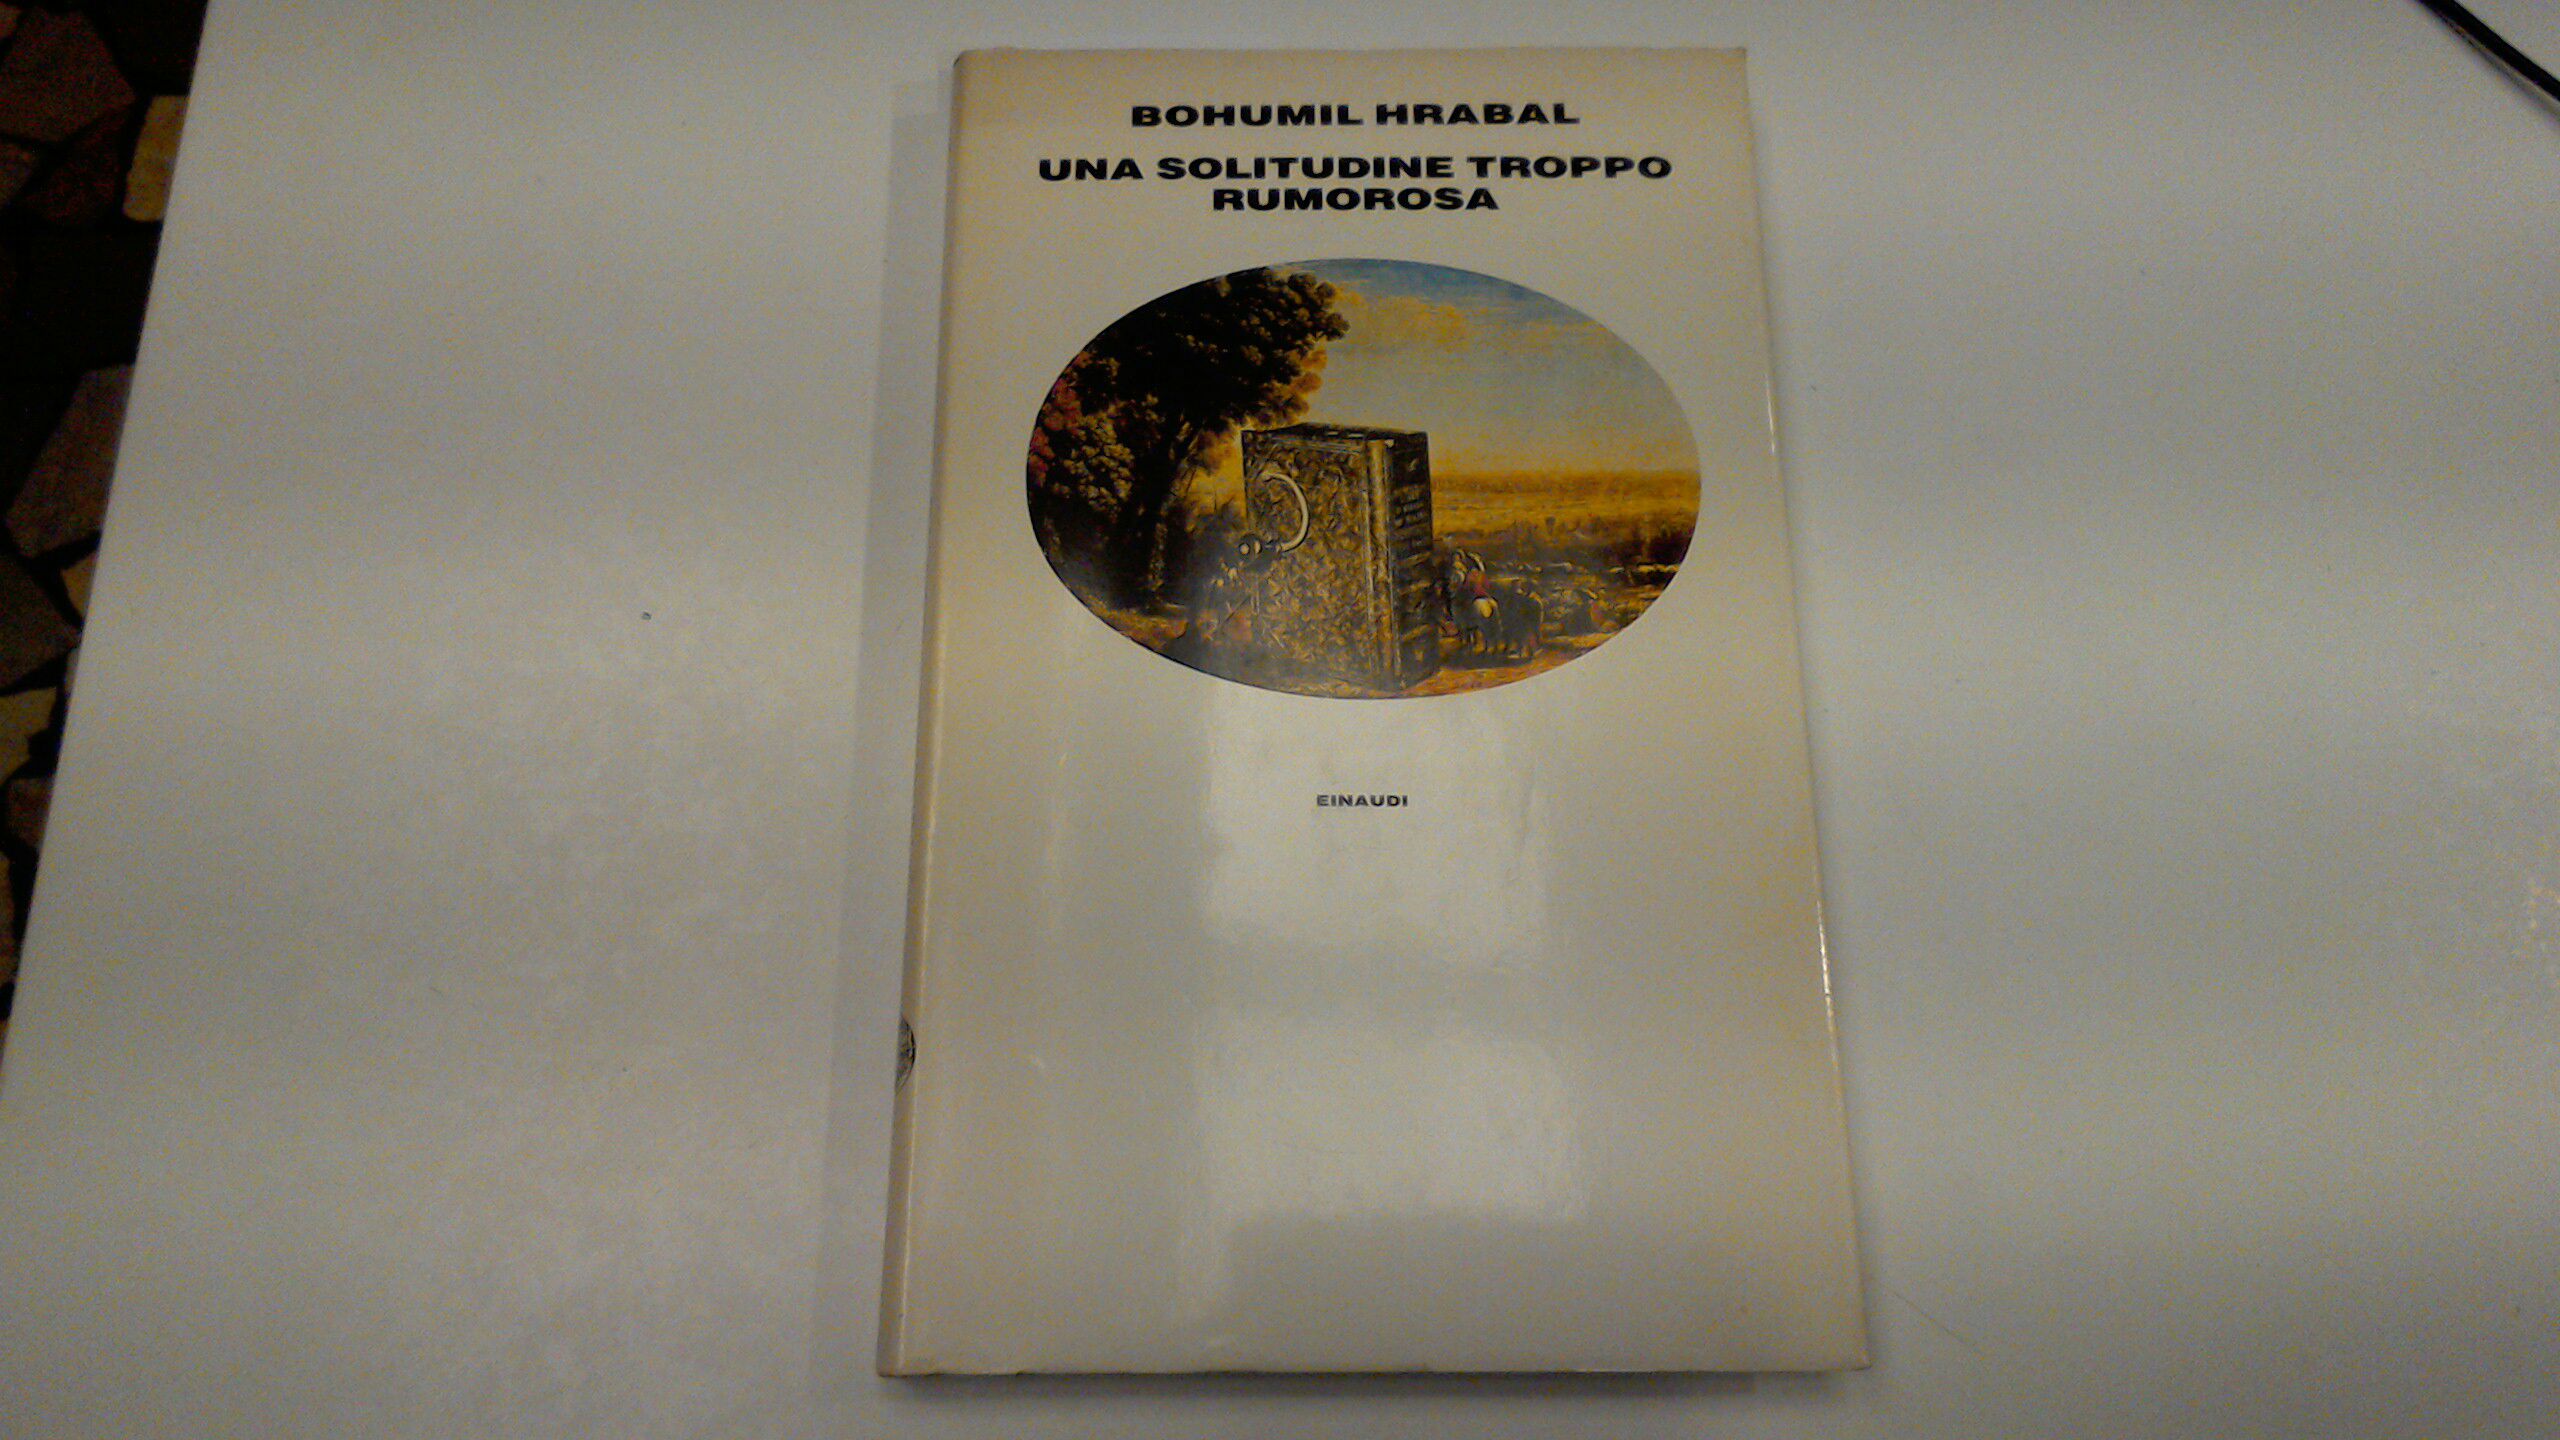 BOHUMIL HRABAL
UNA SOLITUDINE TROPPO
RUMOROSA
EINAUDI